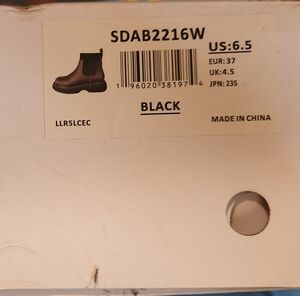 SDAB2216W
US:6.5
EUR: 37
UK:4.5
JPN: 235
1 96020 38197 4
BLACK
LLR5LCEC
MADE IN CHINA